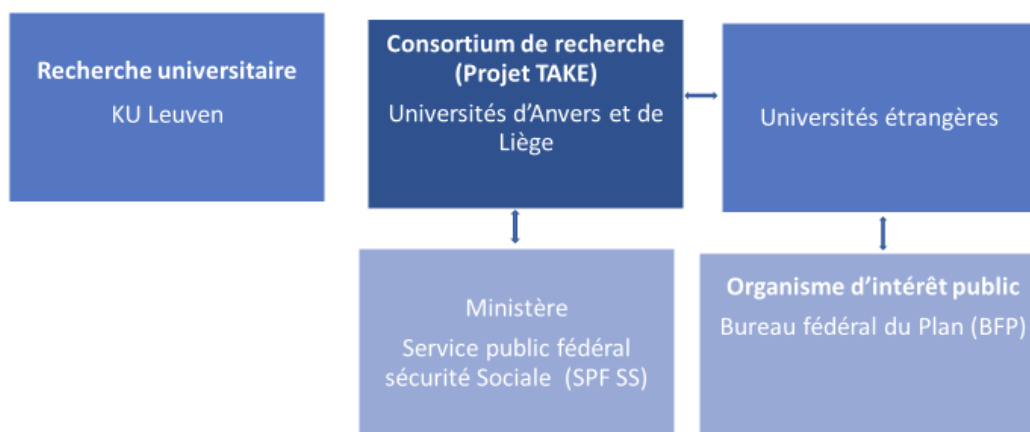 Recherche universitaire
KU Leuven
Consortium de recherche
(Projet TAKE)
Universités d'Anvers et de
Liège
Universités étrangères
Ministère
Service public fédéral
sécurité Sociale  (SPF SS)
Organisme d'intérêt public
Bureau fédéral du Plan (BFP)